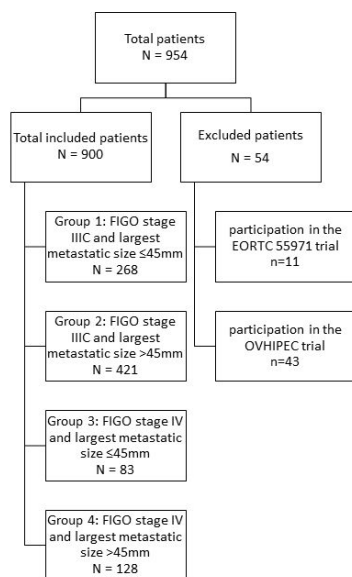 Total patients
N = 954
Total included patients
N = 900
Excluded patients
N = 54
Group 1: FIGO stage
IIIC and largest
metastatic size ≤45mm
N = 268
participation in the
EORTC 55971 trial
n=11
Group 2: FIGO stage
IIIC and largest
metastatic size >45mm
N = 421
participation in the
OVHIPEC trial
n=43
Group 3: FIGO stage IV
and largest metastatic
size ≤45mm
N = 83
Group 4: FIGO stage IV
and largest metastatic
size >45mm
N = 128